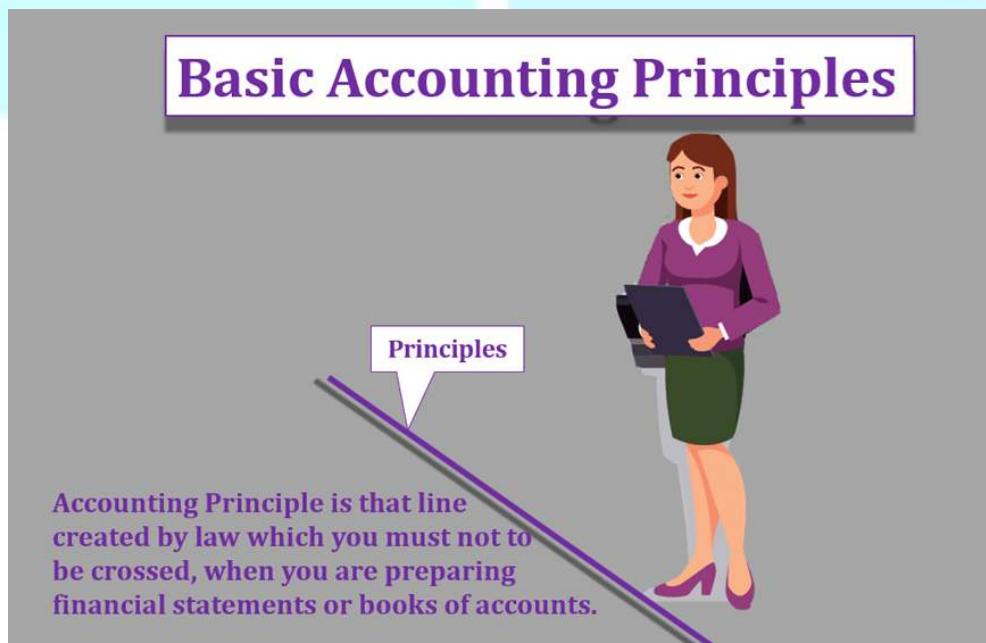 Basic Accounting Principles
Principles
Accounting Principle is that line
created by law which you must not to
be crossed, when you are preparing
financial statements or books of accounts.